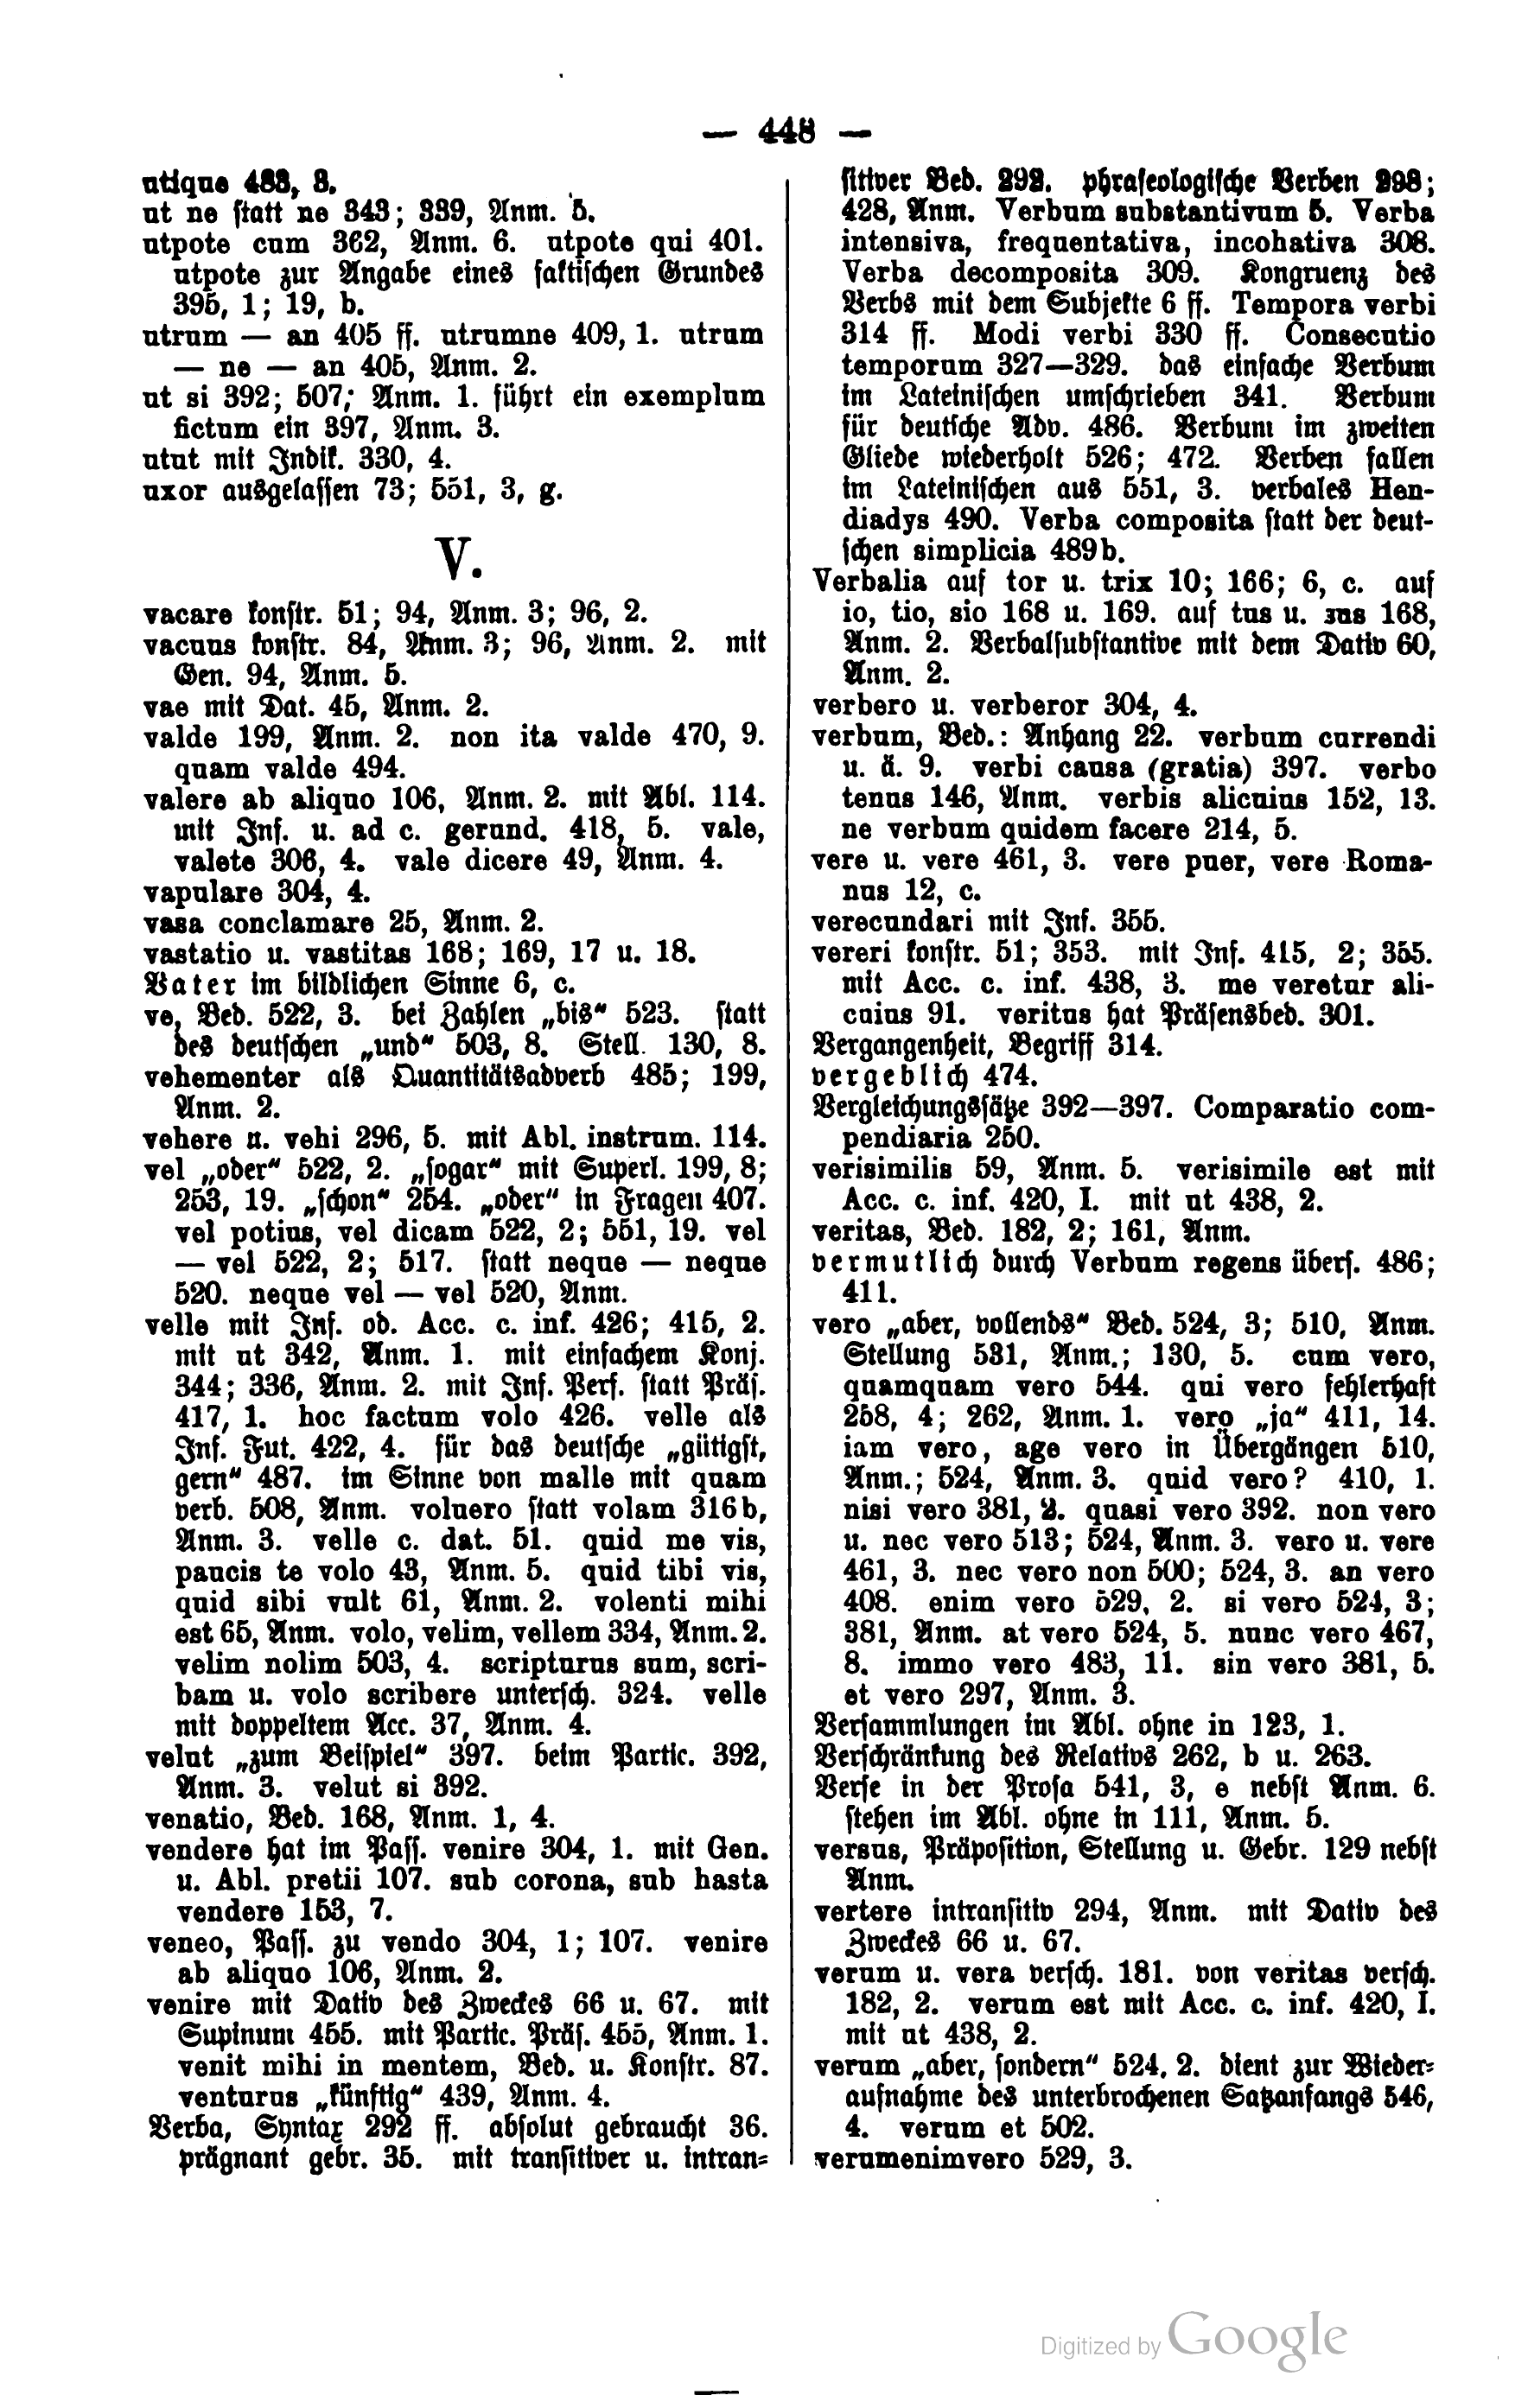 — 448 —
utique 483, 8.
ut ne ſtatt ne 343; 339, Anm. 5.
utpote cum 362, Anm. 6. utpote qui 401.
utpote zur Angabe eines faktiſchen Grundes
395, 1; 19, b.
utrum — an 405 ff. utrumne 409, 1. utrum
— ne — an 405, Anm. 2.
ut si 392; 507; Anm. 1. führt ein exemplum
fictum ein 397, Anm. 3.
utut mit Indik. 330, 4.
uxor ausgelaſſen 73; 551, 3, g.
V.
vacare konſtr. 51; 94, Anm. 3; 96, 2.
vacuus konſtr. 84, Anm. 3; 96, Anm. 2. mit
Gen. 94, Anm. 5.
vae mit Dat. 45, Anm. 2.
valde 199, Anm. 2. non ita valde 470, 9.
quam valde 494.
valere ab aliquo 106, Anm. 2. mit Abl. 114.
mit Inf. u. ad c. gerund. 418, 5. vale,
valete 306, 4. vale dicere 49, Anm. 4.
vapulare 304, 4.
vasa conclamare 25, Anm. 2.
vastatio u. vastitas 168; 169, 17 u. 18.
Vater im bildlichen Sinne 6, c.
ve, Bed. 522, 3. bei Zahlen „bis“ 523. ſtatt
des deutſchen „und“ 503, 8. Stell. 130, 8.
vehementer als Quantitätsadverb 485; 199,
Anm. 2.
vehere u. vehi 296, 5. mit Abl. instrum. 114.
vel „oder“ 522, 2. „ſogar“ mit Superl. 199, 8;
253, 19. „ſchon“ 254. „oder“ in Fragen 407.
vel potius, vel dicam 522, 2; 551, 19. vel
— vel 522, 2; 517. ſtatt neque — neque
520. neque vel — vel 520, Anm.
velle mit Inf. od. Acc. c. inf. 426; 415, 2.
mit ut 342, Anm. 1. mit einfachem Konj.
344; 336, Anm. 2. mit Inf. Perf. ſtatt Präſ.
417, 1. hoc factum volo 426. velle als
Inf. Fut. 422, 4. für das deutſche „gütigſt,
gern“ 487. im Sinne von malle mit quam
verb. 508, Anm. voluero ſtatt volam 316b,
Anm. 3. velle c. dat. 51. quid me vis,
paucis te volo 43, Anm. 5. quid tibi vis,
quid sibi vult 61, Anm. 2. volenti mihi
est 65, Anm. volo, velim, vellem 334, Anm. 2.
velim nolim 503, 4. scripturus sum, scri-
bam u. volo scribere unterſch. 324. velle
mit doppeltem Acc. 37, Anm. 4.
velut „zum Beiſpiel“ 397. beim Partic. 392,
Anm. 3. velut si 392.
venatio, Bed. 168, Anm. 1, 4.
vendere hat im Paſſ. venire 304, 1. mit Gen.
u. Abl. pretii 107. sub corona, sub hasta
vendere 153, 7.
veneo, Paſſ. zu vendo 304, 1; 107. venire
ab aliquo 106, Anm. 2.
venire mit Dativ des Zweckes 66 u. 67. mit
Supinum 455. mit Partic. Präſ. 455, Anm. 1.
venit mihi in mentem, Bed. u. Konſtr. 87.
venturus „künftig“ 439, Anm. 4.
Verba, Syntax 292 ff. abſolut gebraucht 36.
prägnant gebr. 35. mit tranſitiver u. intran-
ſitiver Bed. 292. phraſeologiſche Verben 298;
428, Anm. Verbum substantivum 5. Verba
intensiva, frequentativa, incohativa 308.
Verba decomposita 309. Kongruenz des
Verbs mit dem Subjekte 6 ff. Tempora verbi
314 ff. Modi verbi 330 ff. Consecutio
temporum 327—329. das einfache Verbum
im Lateiniſchen umſchrieben 341. Verbum
für deutſche Adv. 486. Verbum im zweiten
Gliede wiederholt 526; 472. Verben fallen
im Lateiniſchen aus 551, 3. verbales Hen-
diadys 490. Verba composita ſtatt der deut-
ſchen simplicia 489b.
Verbalia auf tor u. trix 10; 166; 6, c. auf
io, tio, sio 168 u. 169. auf tus u. sus 168,
Anm. 2. Verbalſubſtantive mit dem Dativ 60,
Anm. 2.
verbero u. verberor 304, 4.
verbum, Bed.: Anhang 22. verbum currendi
u. ä. 9. verbi causa (gratia) 397. verbo
tenus 146, Anm. verbis alicuius 152, 13.
ne verbum quidem facere 214, 5.
vere u. vere 461, 3. vere puer, vere Roma-
nus 12, c.
verecundari mit Inf. 355.
vereri konſtr. 51; 353. mit Inf. 415, 2; 355.
mit Acc. c. inf. 438, 3. me veretur ali-
cuius 91. veritus hat Präſensbed. 301.
Vergangenheit, Begriff 314.
vergeblich 474.
Vergleichungsſätze 392—397. Comparatio com-
pendiaria 250.
verisimilis 59, Anm. 5. verisimile est mit
Acc. c. inf. 420, I. mit ut 438, 2.
veritas, Bed. 182, 2; 161, Anm.
vermutlich durch Verbum regens überſ. 486;
411.
vero „aber, vollends“ Bed. 524, 3; 510, Anm.
Stellung 531, Anm.; 130, 5. cum vero,
quamquam vero 544. qui vero fehlerhaft
258, 4; 262, Anm. 1. vero „ja“ 411, 14.
iam vero, age vero in Übergängen 510,
Anm.; 524, Anm. 3. quid vero? 410, 1.
nisi vero 381, 2. quasi vero 392. non vero
u. nec vero 513; 524, Anm. 3. vero u. vere
461, 3. nec vero non 500; 524, 3. an vero
408. enim vero 529, 2. si vero 524, 3;
381, Anm. at vero 524, 5. nunc vero 467,
8. immo vero 483, 11. sin vero 381, 5.
et vero 297, Anm. 3.
Verſammlungen im Abl. ohne in 123, 1.
Verſchränkung des Relativs 262, b u. 263.
Verſe in der Proſa 541, 3, e nebſt Anm. 6.
ſtehen im Abl. ohne in 111, Anm. 5.
versus, Präpoſition, Stellung u. Gebr. 129 nebſt
Anm.
vertere intranſitiv 294, Anm. mit Dativ des
Zweckes 66 u. 67.
verum u. vera verſch. 181. von veritas verſch.
182, 2. verum est mit Acc. c. inf. 420, I.
mit ut 438, 2.
verum „aber, ſondern“ 524, 2. dient zur Wieder-
aufnahme des unterbrochenen Satzanfangs 546,
4. verum et 502.
verumenimvero 529, 3.
Digitized by Google